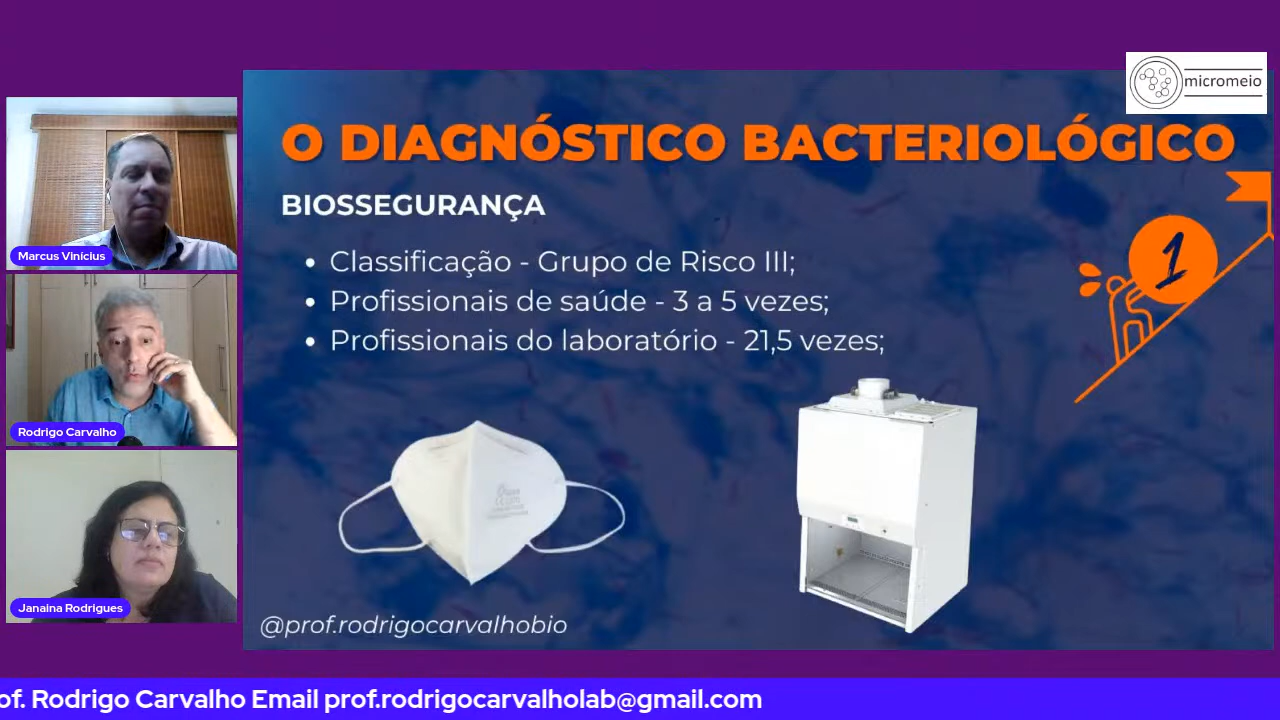 micromeio
O DIAGNÓSTICO BACTERIOLÓGICO
BIOSSEGURANÇA
• Classificação - Grupo de Risco III;
• Profissionais de saúde - 3 a 5 vezes;
• Profissionais do laboratório - 21,5 vezes;
1
Marcus Vinícius
Rodrigo Carvalho
Janaina Rodrigues
@prof.rodrigocarvalhobio
of. Rodrigo Carvalho Email prof.rodrigocarvalholab@gmail.com